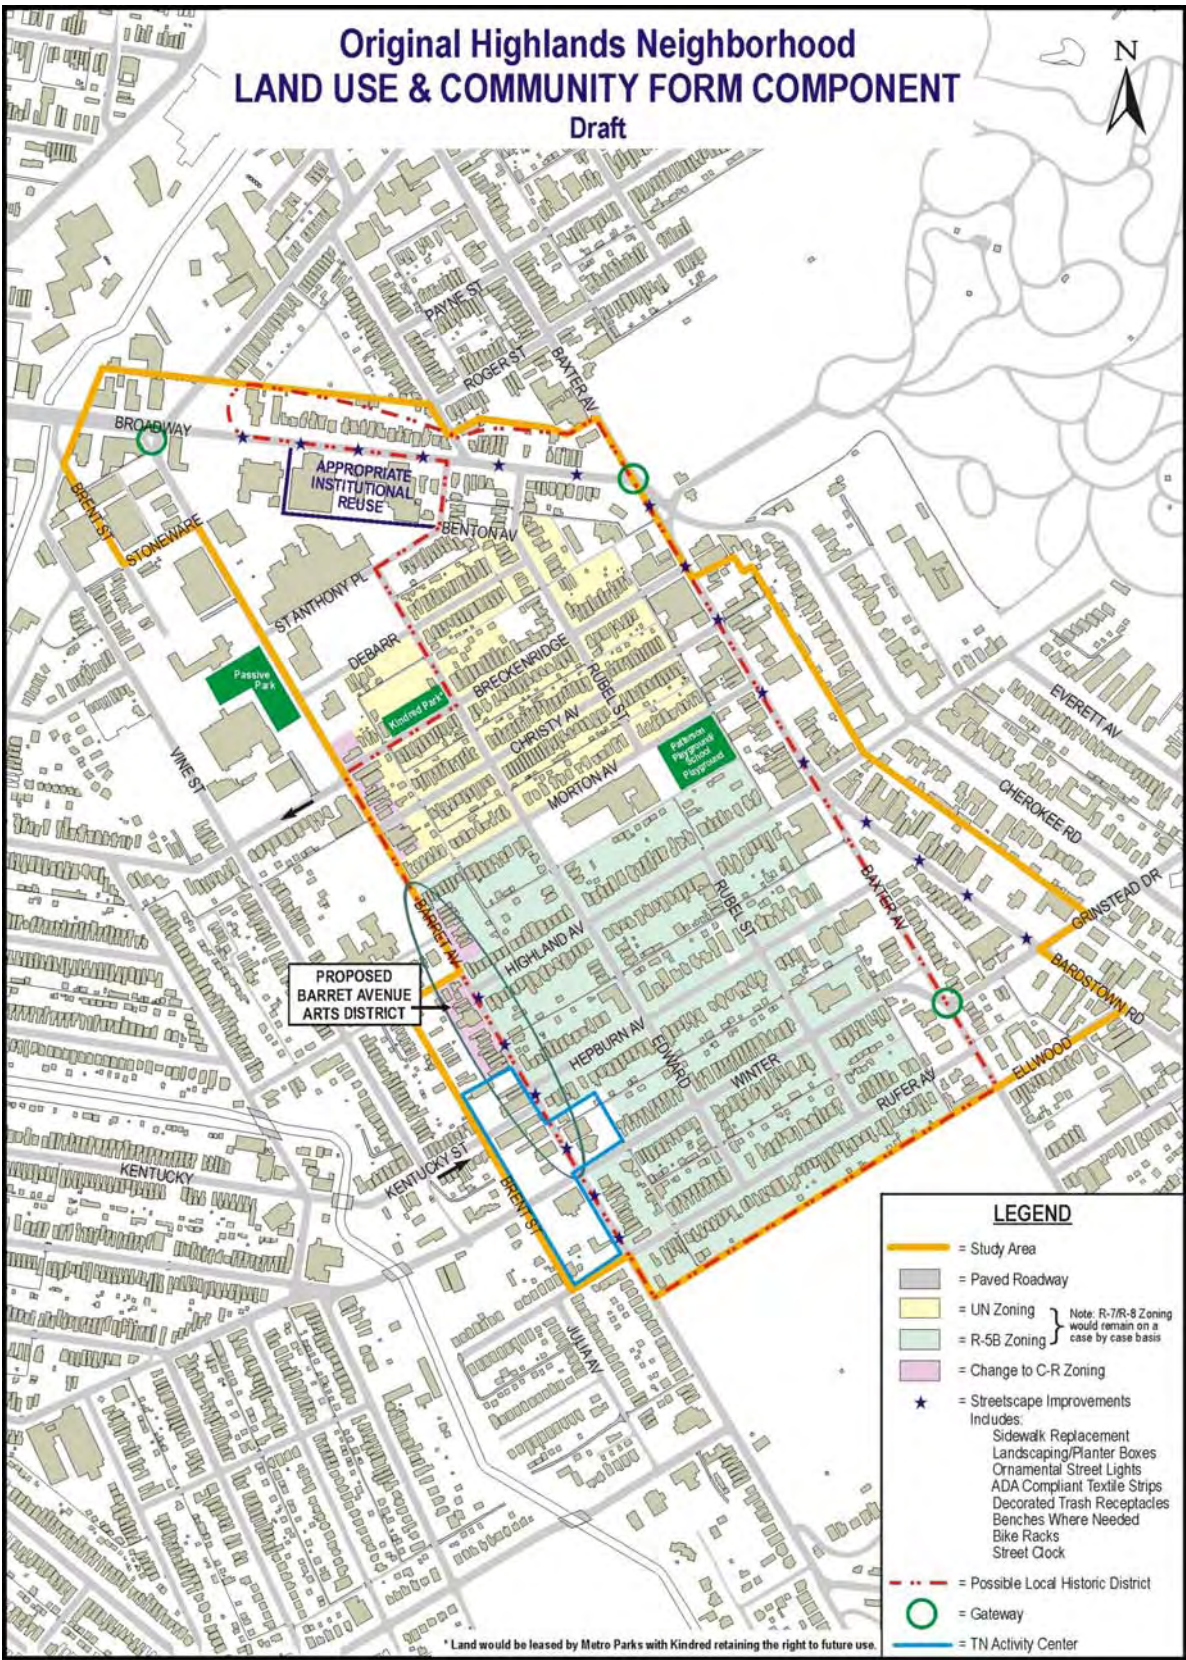 Original Highlands Neighborhood
LAND USE & COMMUNITY FORM COMPONENT
Draft
N
PAYNE ST
ROGER ST
BAXTER AV
BROADWAY
APPROPRIATE
INSTITUTIONAL
REUSE
BRENT ST
STONEWARE
BENTON AV
ST ANTHONY PL
DEBARR
BRECKENRIDGE
RUBEL ST
Passive
Park
Kindred Park*
CHRISTY AV
EVERETT AV
Patterson
Playground/
School
Playground
VINE ST
MORTON AV
CHEROKEE RD
BARRET AV
BAXTER AV
RUBEL ST
GRINSTEAD DR
HIGHLAND AV
BARDSTOWN RD
PROPOSED
BARRET AVENUE
ARTS DISTRICT
HEPBURN AV
EDWARD
WINTER
ELLWOOD
RUFER AV
KENTUCKY
KENTUCKY ST
BRENT ST
JULIA AV
LEGEND
= Study Area
= Paved Roadway
= UN Zoning
= R-5B Zoning
Note: R-7/R-8 Zoning
would remain on a
case by case basis
= Change to C-R Zoning
= Streetscape Improvements
Includes:
Sidewalk Replacement
Landscaping/Planter Boxes
Ornamental Street Lights
ADA Compliant Textile Strips
Decorated Trash Receptacles
Benches Where Needed
Bike Racks
Street Clock
= Possible Local Historic District
= Gateway
= TN Activity Center
* Land would be leased by Metro Parks with Kindred retaining the right to future use.